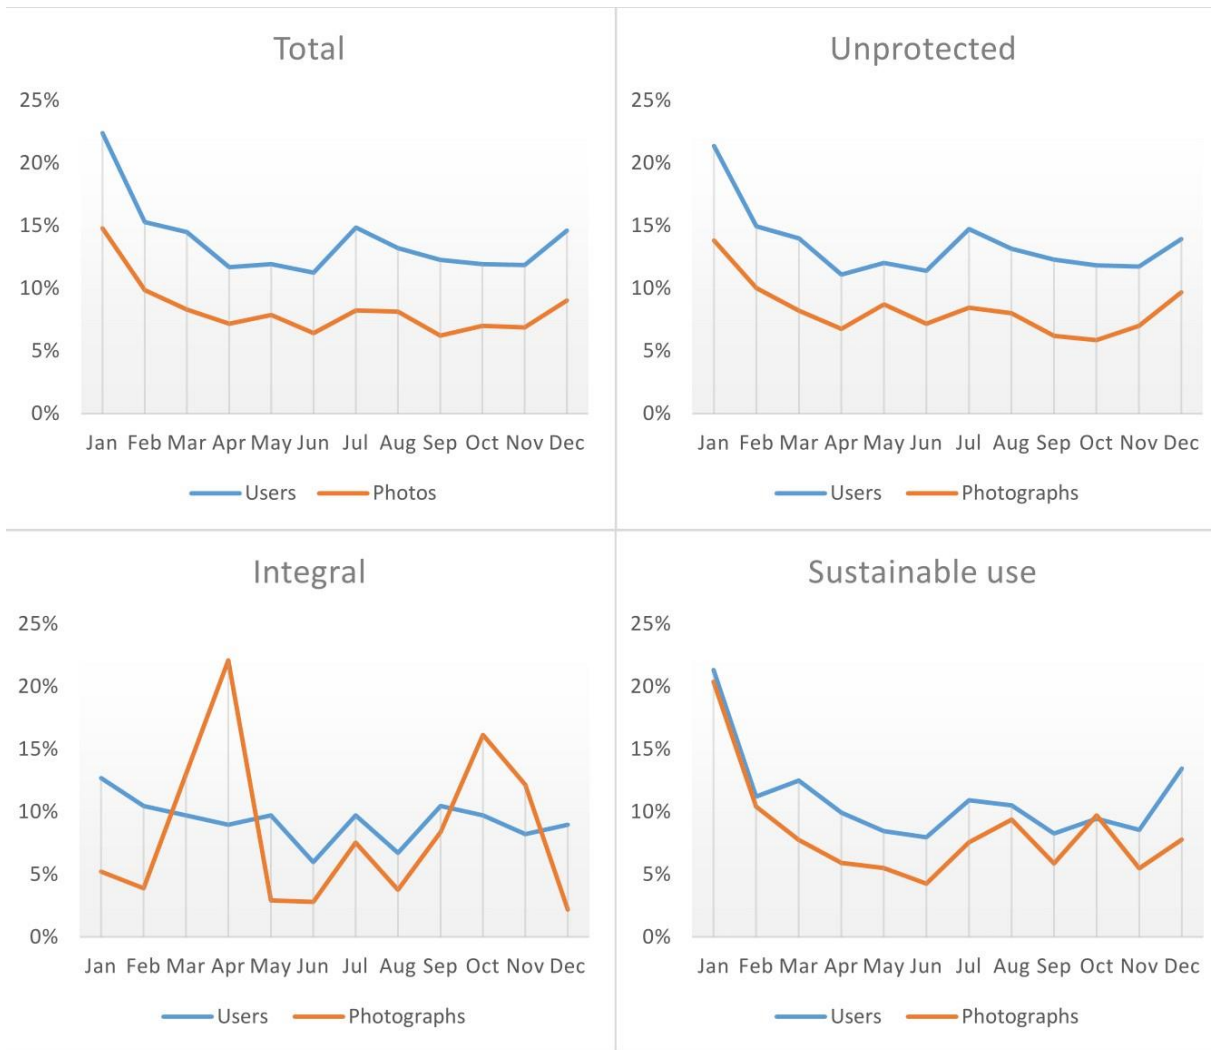 Total
25%
20%
15%
10%
5%
0%
Jan Feb Mar Apr May Jun Jul Aug Sep Oct Nov Dec
Users Photos
Unprotected
25%
20%
15%
10%
5%
0%
Jan Feb Mar Apr May Jun Jul Aug Sep Oct Nov Dec
Users Photographs
Integral
25%
20%
15%
10%
5%
0%
Jan Feb Mar Apr May Jun Jul Aug Sep Oct Nov Dec
Users Photographs
Sustainable use
25%
20%
15%
10%
5%
0%
Jan Feb Mar Apr May Jun Jul Aug Sep Oct Nov Dec
Users Photographs